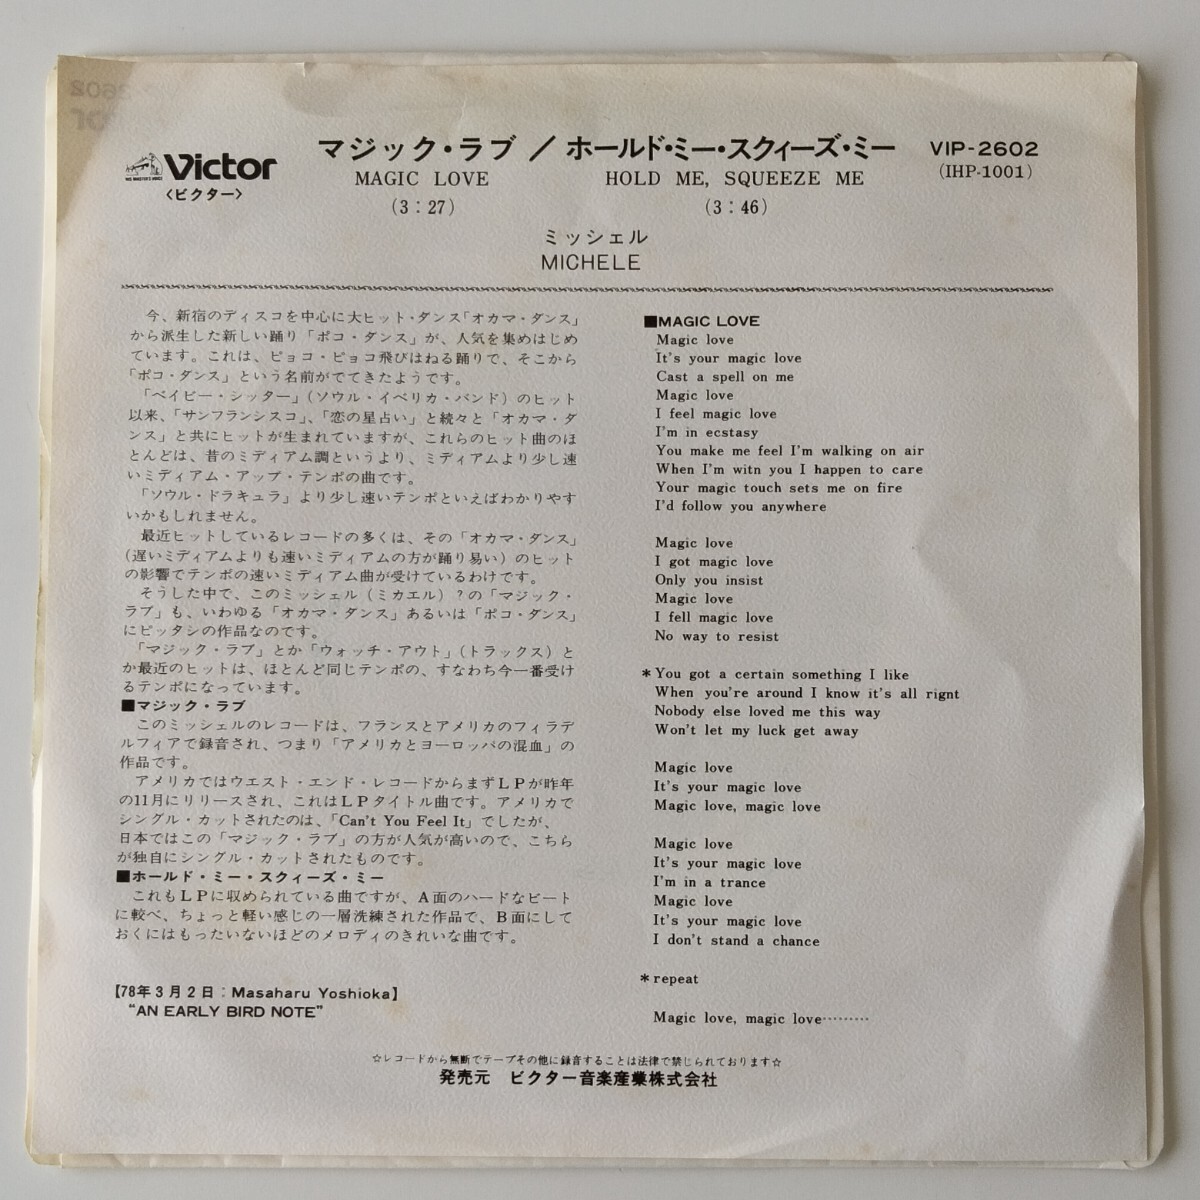 Victor
〈ビクター〉
マジック・ラブ / ホールド・ミー・スクィーズ・ミー
MAGIC LOVE
HOLD ME, SQUEEZE ME
(3:27)
(3:46)
VIP-2602
(IHP-1001)
ミッシェル
MICHELE
今、新宿のディスコを中心に大ヒット・ダンス「オカマ・ダンス」
から派生した新しい踊り「ポコ・ダンス」が、人気を集めはじめ
ています。これは、ピョコ・ピョコ飛びはねる踊りで、そこから
「ポコ・ダンス」という名前がでてきたようです。
「ベイビー・シッター」(ソウル・イベリカ・バンド)のヒット
以来、「サンフランシスコ」、「恋の星占い」と続々と「オカマ・ダ
ンス」と共にヒットが生まれていますが、これらのヒット曲のほ
とんどは、昔のミディアム調というより、ミディアムより少し速
いミディアム・アップ・テンポの曲です。
「ソウル・ドラキュラ」より少し速いテンポといえばわかりやす
いかもしれません。
最近ヒットしているレコードの多くは、その「オカマ・ダンス」
(遅いミディアムよりも速いミディアムの方が踊り易い)のヒット
の影響でテンポの速いミディアム曲が受けているわけです。
そうした中で、このミッシェル(ミカエル)?の「マジック・
ラブ」も、いわゆる「オカマ・ダンス」あるいは「ポコ・ダンス」
にピッタシの作品なのです。
「マジック・ラブ」とか「ウォッチ・アウト」(トラックス)と
か最近のヒットは、ほとんど同じテンポの、すなわち今一番受け
るテンポになっています。
■マジック・ラブ
このミッシェルのレコードは、フランスとアメリカのフィラデ
ルフィアで録音され、つまり「アメリカとヨーロッパの混血」の
作品です。
アメリカではウエスト・エンド・レコードからまずLPが昨年
の11月にリリースされ、これはLPタイトル曲です。アメリカで
シングル・カットされたのは、「Can't You Feel It」でしたが、
日本ではこの「マジック・ラブ」の方が人気が高いので、こちら
が独自にシングル・カットされたものです。
■ホールド・ミー・スクィーズ・ミー
これもLPに収められている曲ですが、A面のハードなビート
に較べ、ちょっと軽い感じの一層洗練された作品で、B面にして
おくにはもったいないほどのメロディのきれいな曲です。
【78年3月2日：Masaharu Yoshioka】
"AN EARLY BIRD NOTE"
■MAGIC LOVE
Magic love
It's your magic love
Cast a spell on me
Magic love
I feel magic love
I'm in ecstasy
You make me feel I'm walking on air
When I'm witn you I happen to care
Your magic touch sets me on fire
I'd follow you anywhere
Magic love
I got magic love
Only you insist
Magic love
I fell magic love
No way to resist
*You got a certain something I like
When you're around I know it's all rignt
Nobody else loved me this way
Won't let my luck get away
Magic love
It's your magic love
Magic love, magic love
Magic love
It's your magic love
I'm in a trance
Magic love
It's your magic love
I don't stand a chance
*repeat
Magic love, magic love………
☆レコードから無断でテープその他に録音することは法律で禁じられております☆
発売元 ビクター音楽産業株式会社